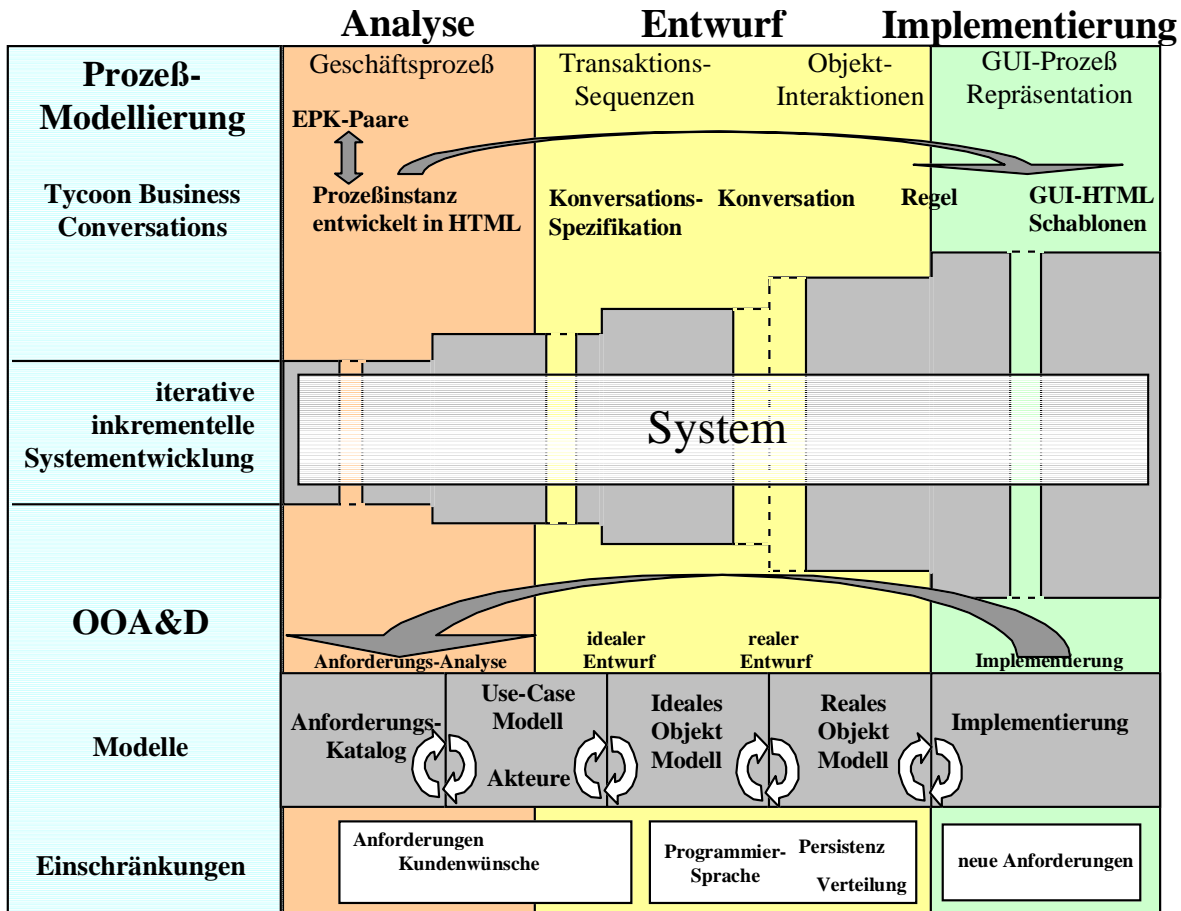 Analyse
Entwurf
Implementierung
Prozeß-
Modellierung
Geschäftsprozeß
Transaktions-
Sequenzen
Objekt-
Interaktionen
GUI-Prozeß
Repräsentation
EPK-Paare
Tycoon Business
Conversations
Prozeßinstanz
entwickelt in HTML
Konversations-
Spezifikation
Konversation
Regel
GUI-HTML
Schablonen
iterative
inkrementelle
Systementwicklung
System
OOA&D
Anforderungs-Analyse
idealer
Entwurf
realer
Entwurf
Implementierung
Modelle
Anforderungs-
Katalog
Use-Case
Modell
Akteure
Ideales
Objekt
Modell
Reales
Objekt
Modell
Implementierung
Einschränkungen
Anforderungen
Kundenwünsche
Programmier-
Sprache
Persistenz
Verteilung
neue Anforderungen